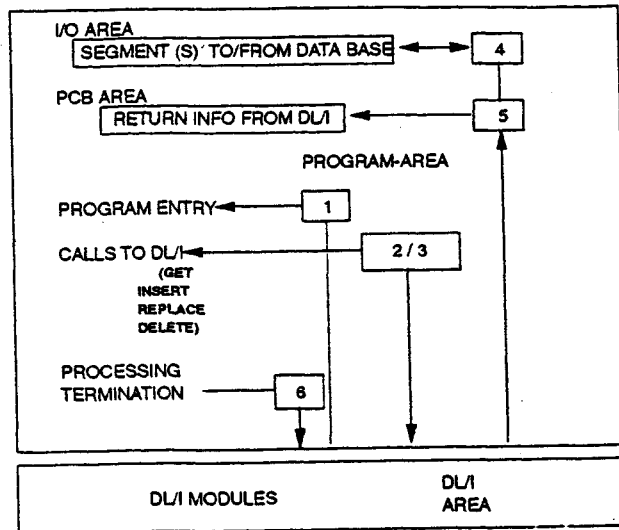 I/O AREA
SEGMENT (S)' TO/FROM DATA BASE
4
PCB AREA
RETURN INFO FROM DL/I
5
PROGRAM-AREA
PROGRAM ENTRY
1
CALLS TO DL/I
2 / 3
(GET
INSERT
REPLACE
DELETE)
PROCESSING
TERMINATION
6
DL/I MODULES
DL/I
AREA